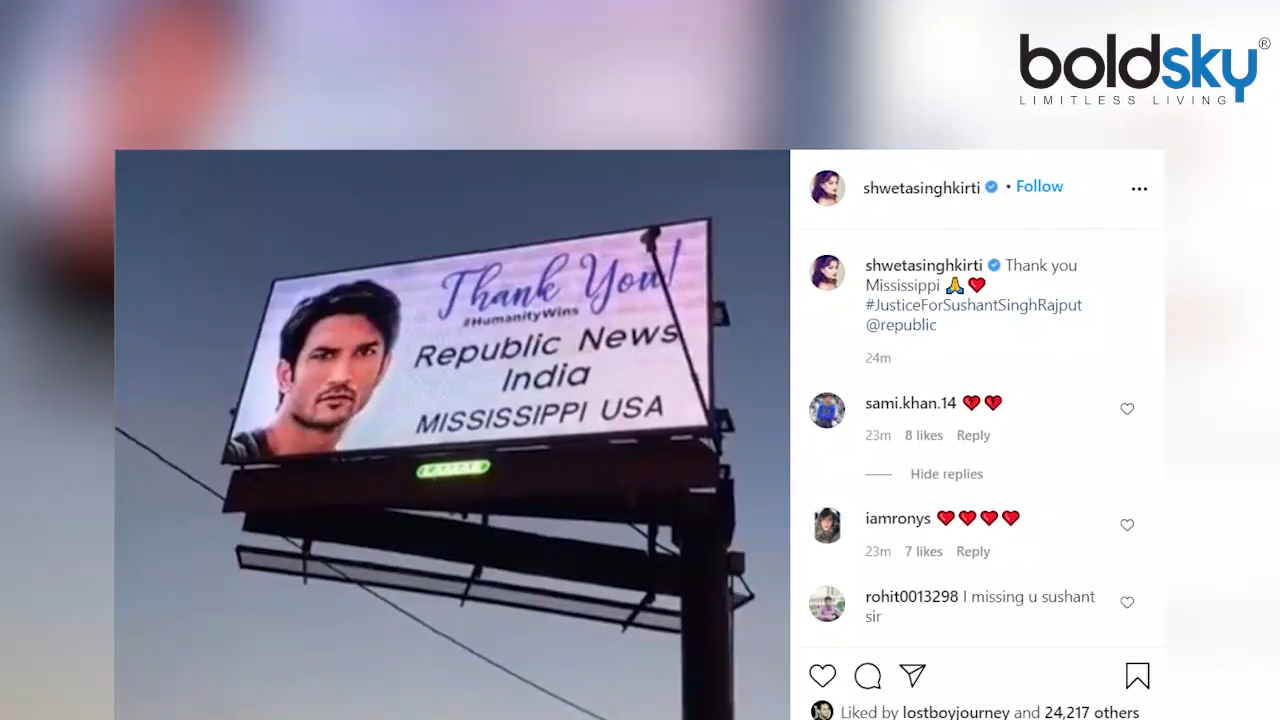 boldsky®
LIMITLESS LIVING
Thank You!
#HumanityWins
Republic News
India
MISSISSIPPI USA
shwetasinghkirti • Follow
shwetasinghkirti Thank you
Mississippi 🙏❤️
#JusticeForSushantSinghRajput
@republic
24m
sami.khan.14 💔💔
23m 8 likes Reply
Hide replies
iamronys ❤️❤️❤️❤️
23m 7 likes Reply
rohit0013298 I missing u sushant
sir
Liked by lostboyjourney and 24,217 others